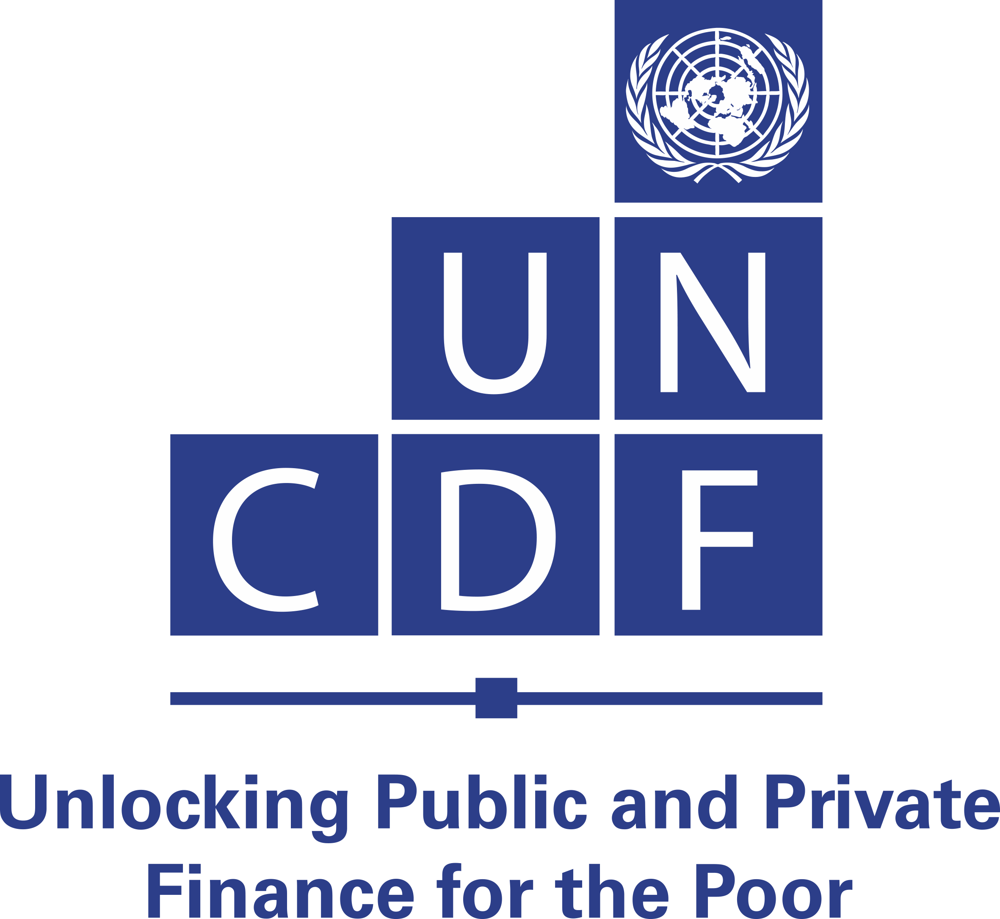 UN
CDF
Unlocking Public and Private
Finance for the Poor